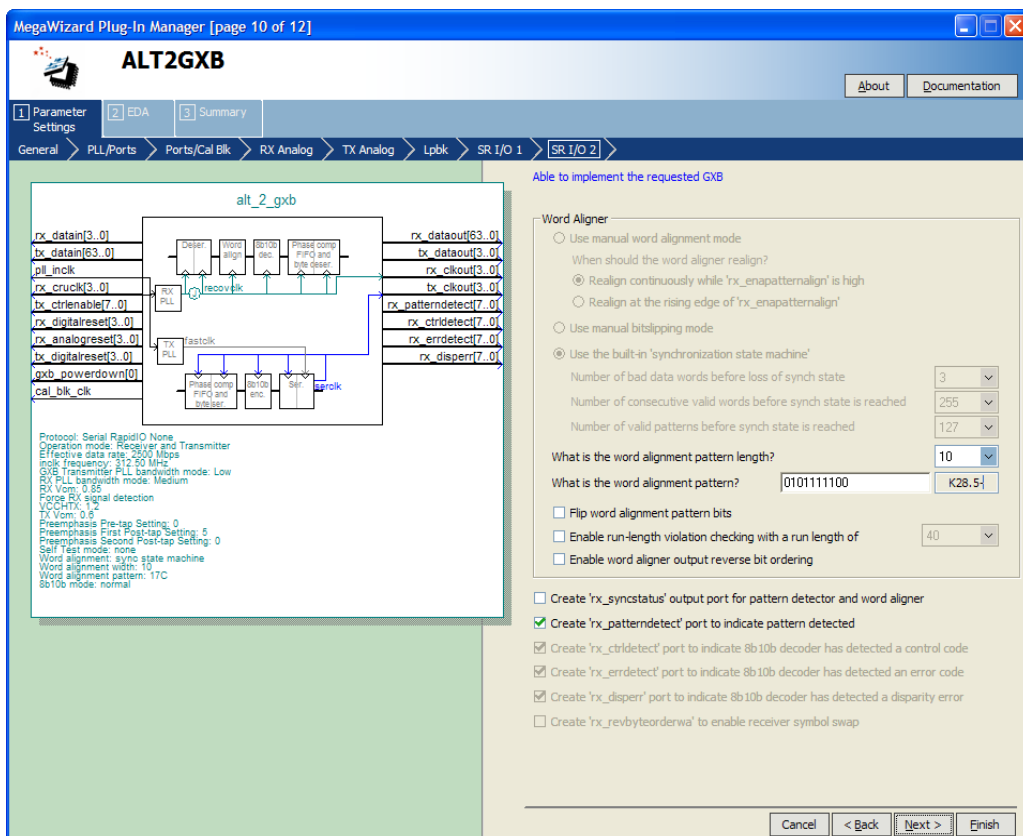 MegaWizard Plug-In Manager [page 10 of 12]
ALT2GXB
About
Documentation
1 Parameter Settings
2 EDA
3 Summary
General
PLL/Ports
Ports/Cal Blk
RX Analog
TX Analog
Lpbk
SR I/O 1
SR I/O 2
alt_2_gxb
rx_datain[3..0]
tx_datain[63..0]
pll_inclk
rx_cruclk[3..0]
tx_ctrlenable[7..0]
rx_digitalreset[3..0]
rx_analogreset[3..0]
tx_digitalreset[3..0]
gxb_powerdown[0]
cal_blk_clk
Deser.
Word align
8b10b dec.
Phase comp FIFO and byte deser.
RX PLL
recovclk
TX PLL
fastclk
Phase comp FIFO and byte ser.
8b10b enc.
Ser.
serclk
rx_dataout[63..0]
tx_dataout[3..0]
rx_clkout[3..0]
tx_clkout[3..0]
rx_patterndetect[7..0]
rx_ctrldetect[7..0]
rx_errdetect[7..0]
rx_disperr[7..0]
Protocol: Serial RapidIO None
Operation mode: Receiver and Transmitter
Effective data rate: 2500 Mbps
inclk frequency: 312.50 MHz
GXB Transmitter PLL bandwidth mode: Low
RX PLL bandwidth mode: Medium
RX Vcm: 0.85
Force RX signal detection
VCCHTX: 1.2
TX Vcm: 0.6
Preemphasis Pre-tap Setting: 0
Preemphasis First Post-tap Setting: 5
Preemphasis Second Post-tap Setting: 0
Self Test mode: none
Word alignment: sync state machine
Word alignment width: 10
Word alignment pattern: 17C
8b10b mode: normal
Able to implement the requested GXB
Word Aligner
Use manual word alignment mode
When should the word aligner realign?
Realign continuously while 'rx_enapatternalign' is high
Realign at the rising edge of 'rx_enapatternalign'
Use manual bitslipping mode
Use the built-in 'synchronization state machine'
Number of bad data words before loss of synch state 3
Number of consecutive valid words before synch state is reached 255
Number of valid patterns before synch state is reached 127
What is the word alignment pattern length? 10
What is the word alignment pattern? 0101111100 K28.5-
Flip word alignment pattern bits
Enable run-length violation checking with a run length of 40
Enable word aligner output reverse bit ordering
Create 'rx_syncstatus' output port for pattern detector and word aligner
Create 'rx_patterndetect' port to indicate pattern detected
Create 'rx_ctrldetect' port to indicate 8b10b decoder has detected a control code
Create 'rx_errdetect' port to indicate 8b10b decoder has detected an error code
Create 'rx_disperr' port to indicate 8b10b decoder has detected a disparity error
Create 'rx_revbyteorderwa' to enable receiver symbol swap
Cancel
< Back
Next >
Finish